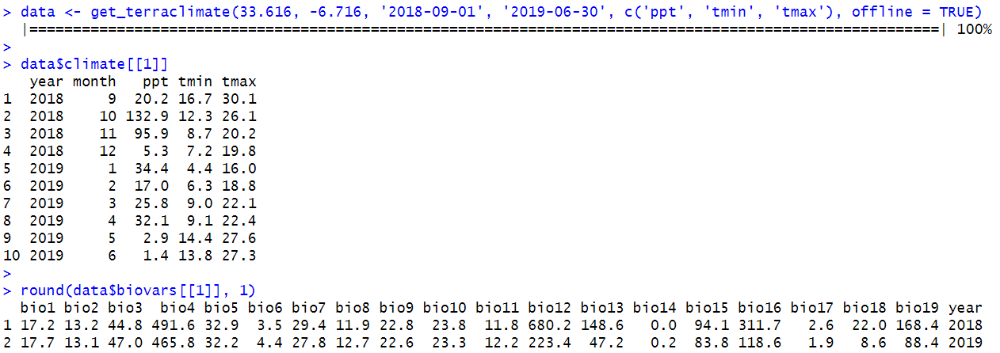 > data <- get_terraclimate(33.616, -6.716, '2018-09-01', '2019-06-30', c('ppt', 'tmin', 'tmax'), offline = TRUE)
|=========================================================================================================| 100%
>
> data$climate[[1]]
year month ppt tmin tmax
1 2018 9 20.2 16.7 30.1
2 2018 10 132.9 12.3 26.1
3 2018 11 95.9 8.7 20.2
4 2018 12 5.3 7.2 19.8
5 2019 1 34.4 4.4 16.0
6 2019 2 17.0 6.3 18.8
7 2019 3 25.8 9.0 22.1
8 2019 4 32.1 9.1 22.4
9 2019 5 2.9 14.4 27.6
10 2019 6 1.4 13.8 27.3
>
> round(data$biovars[[1]], 1)
bio1 bio2 bio3 bio4 bio5 bio6 bio7 bio8 bio9 bio10 bio11 bio12 bio13 bio14 bio15 bio16 bio17 bio18 bio19 year
1 17.2 13.2 44.8 491.6 32.9 3.5 29.4 11.9 22.8 23.8 11.8 680.2 148.6 0.0 94.1 311.7 2.6 22.0 168.4 2018
2 17.7 13.1 47.0 465.8 32.2 4.4 27.8 12.7 22.6 23.3 12.2 223.4 47.2 0.2 83.8 118.6 1.9 8.6 88.4 2019